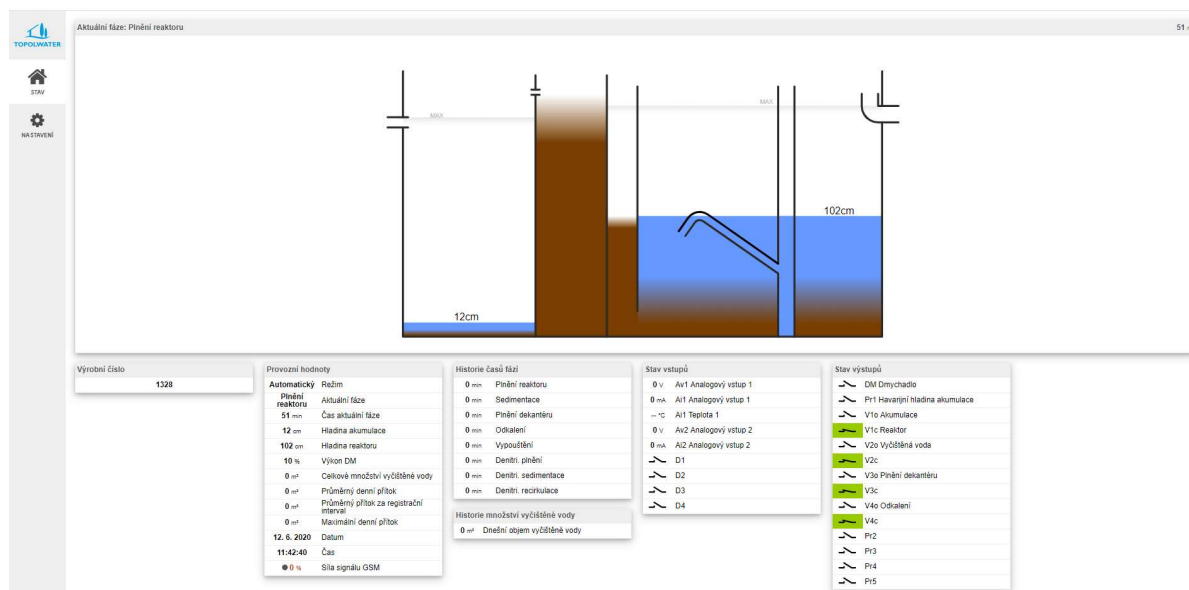 TOPOLWATER
STAV
NASTAVENÍ
Aktuální fáze: Plnění reaktoru
51
MAX
MAX
102cm
12cm
Výrobní číslo
1328
Provozní hodnoty
Automatický Režim
Plnění reaktoru Aktuální fáze
51 min Čas aktuální fáze
12 cm Hladina akumulace
102 cm Hladina reaktoru
10 % Výkon DM
0 m³ Celkové množství vyčištěné vody
0 m³ Průměrný denní přítok
0 m³ Průměrný přítok za registrační
interval
0 m³ Maximální denní přítok
12. 6. 2020 Datum
11:42:40 Čas
0 % Síla signálu GSM
Historie časů fází
0 min Plnění reaktoru
0 min Sedimentace
0 min Plnění dekantéru
0 min Odkalení
0 min Vypouštění
0 min Denitri. plnění
0 min Denitri. sedimentace
0 min Denitri. recirkulace
Historie množství vyčištěné vody
0 m³ Dnešní objem vyčištěné vody
Stav vstupů
0 V Av1 Analogový vstup 1
0 mA Ai1 Analogový vstup 1
-- °C Ai1 Teplota 1
0 V Av2 Analogový vstup 2
0 mA Ai2 Analogový vstup 2
D1
D2
D3
D4
Stav výstupů
DM Dmychadlo
Pr1 Havarijní hladina akumulace
V1o Akumulace
V1c Reaktor
V2o Vyčištěná voda
V2c
V3o Plnění dekantéru
V3c
V4o Odkalení
V4c
Pr2
Pr3
Pr4
Pr5